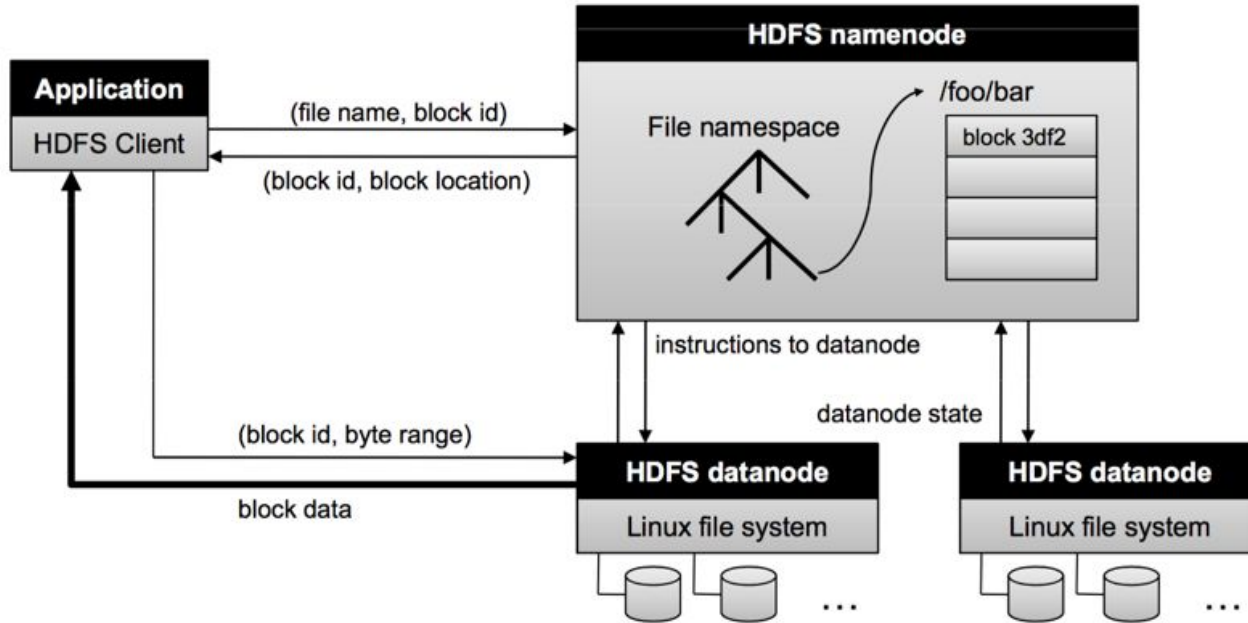 HDFS namenode
Application
HDFS Client
(file name, block id)
(block id, block location)
File namespace
/foo/bar
block 3df2
instructions to datanode
datanode state
(block id, byte range)
block data
HDFS datanode
Linux file system
...
HDFS datanode
Linux file system
...